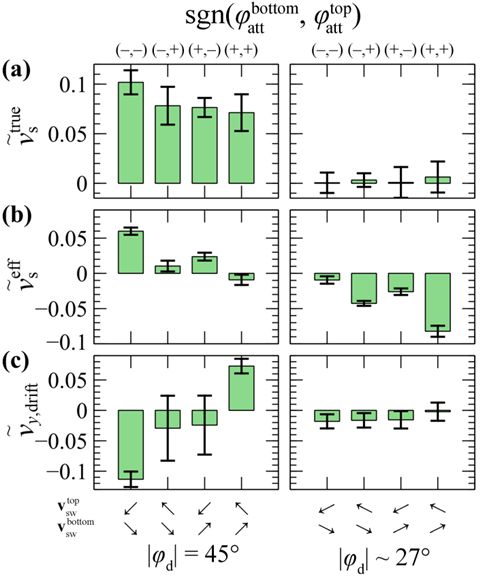 sgn(φ_att^bottom, φ_att^top)
(−,−) (−,+) (+,−) (+,+) (−,−) (−,+) (+,−) (+,+)
(a)
ṽ_s^true
0.1
0.05
0
(b)
ṽ_s^eff
0.05
0
−0.05
−0.1
(c)
ṽ_y,drift
0.05
0
−0.05
−0.1
v_sw^top ↙ ↖ ↙ ↖ ↙ ↖ ↙ ↖
v_sw^bottom ↘ ↘ ↗ ↗ ↘ ↘ ↗ ↗
|φ_d| = 45° |φ_d| ~ 27°